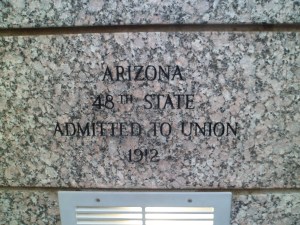 ARIZONA
48TH STATE
ADMITTED TO UNION
1912